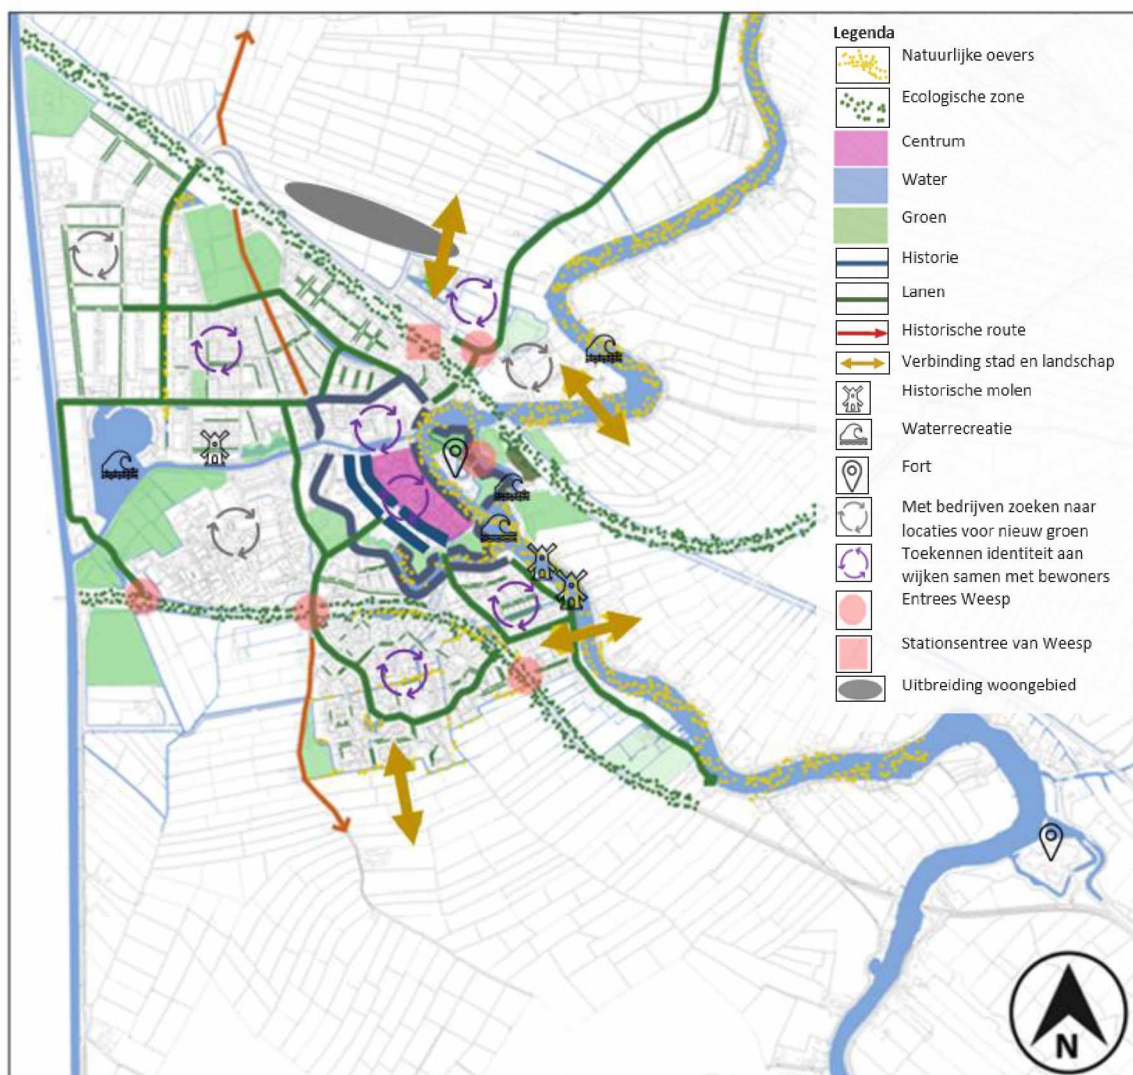 Legenda
Natuurlijke oevers
Ecologische zone
Centrum
Water
Groen
Historie
Lanen
Historische route
Verbinding stad en landschap
Historische molen
Waterrecreatie
Fort
Met bedrijven zoeken naar
locaties voor nieuw groen
Toekennen identiteit aan
wijken samen met bewoners
Entrees Weesp
Stationsentree van Weesp
Uitbreiding woongebied
N